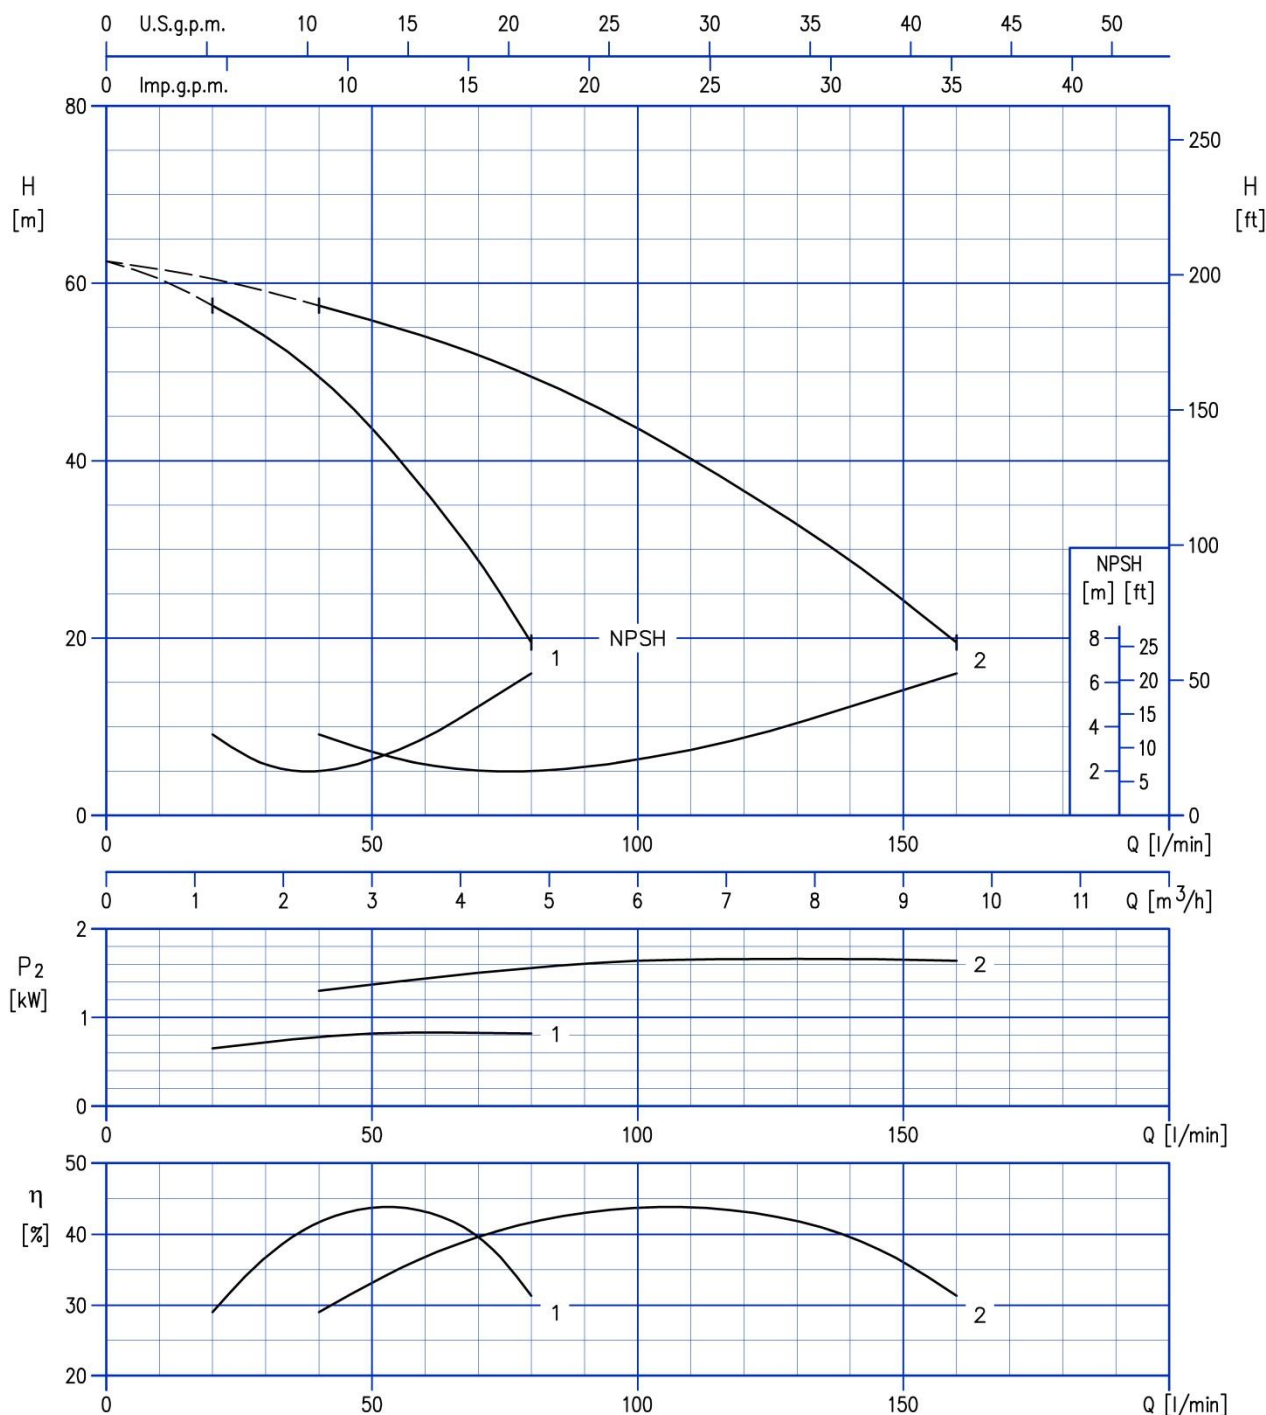 0 U.S.g.p.m. 10 15 20 25 30 35 40 45 50
0 Imp.g.p.m. 10 15 20 25 30 35 40
80
250
H
[m]
H
[ft]
60
200
150
40
100
NPSH
[m] [ft]
20
NPSH
8
25
1
2
6
20
50
15
4
10
2
5
0
0
0 50 100 150 Q [l/min]
0 1 2 3 4 5 6 7 8 9 10 11 Q [m³/h]
2
P2
[kW]
2
1
1
0
0 50 100 150 Q [l/min]
50
η
[%]
40
30
1
2
20
0 50 100 150 Q [l/min]